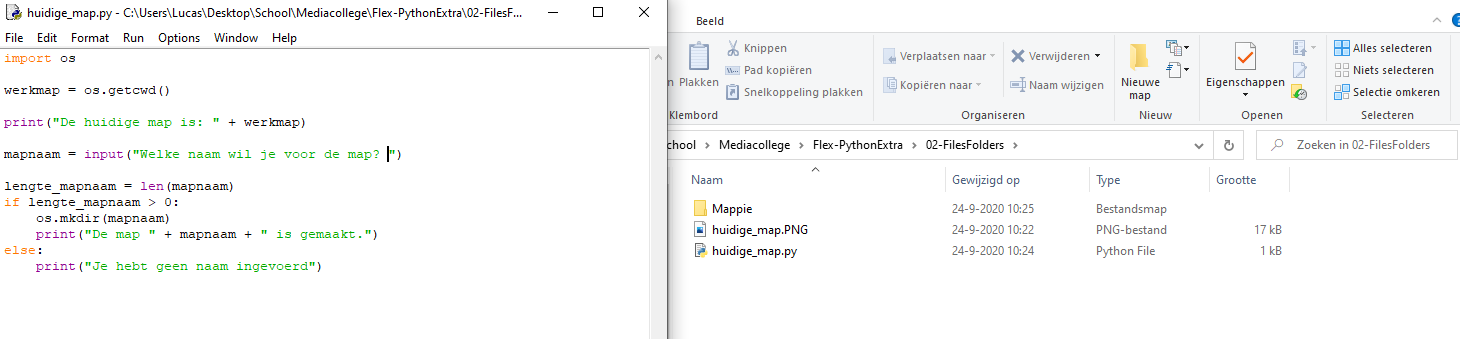 huidige_map.py - C:\Users\Lucas\Desktop\School\Mediacollege\Flex-PythonExtra\02-FilesF...
File Edit Format Run Options Window Help
import os
werkmap = os.getcwd()
print("De huidige map is: " + werkmap)
mapnaam = input("Welke naam wil je voor de map? ")
lengte_mapnaam = len(mapnaam)
if lengte_mapnaam > 0:
    os.mkdir(mapnaam)
    print("De map " + mapnaam + " is gemaakt.")
else:
    print("Je hebt geen naam ingevoerd")
Beeld
Plakken
Knippen
Pad kopiëren
Snelkoppeling plakken
Klembord
Verplaatsen naar
Kopiëren naar
Verwijderen
Naam wijzigen
Organiseren
Nieuwe
map
Nieuw
Eigenschappen
Openen
Alles selecteren
Niets selecteren
Selectie omkeren
Selecteren
chool > Mediacollege > Flex-PythonExtra > 02-FilesFolders >
Zoeken in 02-FilesFolders
Naam Gewijzigd op Type Grootte
Mappie 24-9-2020 10:25 Bestandsmap
huidige_map.PNG 24-9-2020 10:22 PNG-bestand 17 kB
huidige_map.py 24-9-2020 10:24 Python File 1 kB